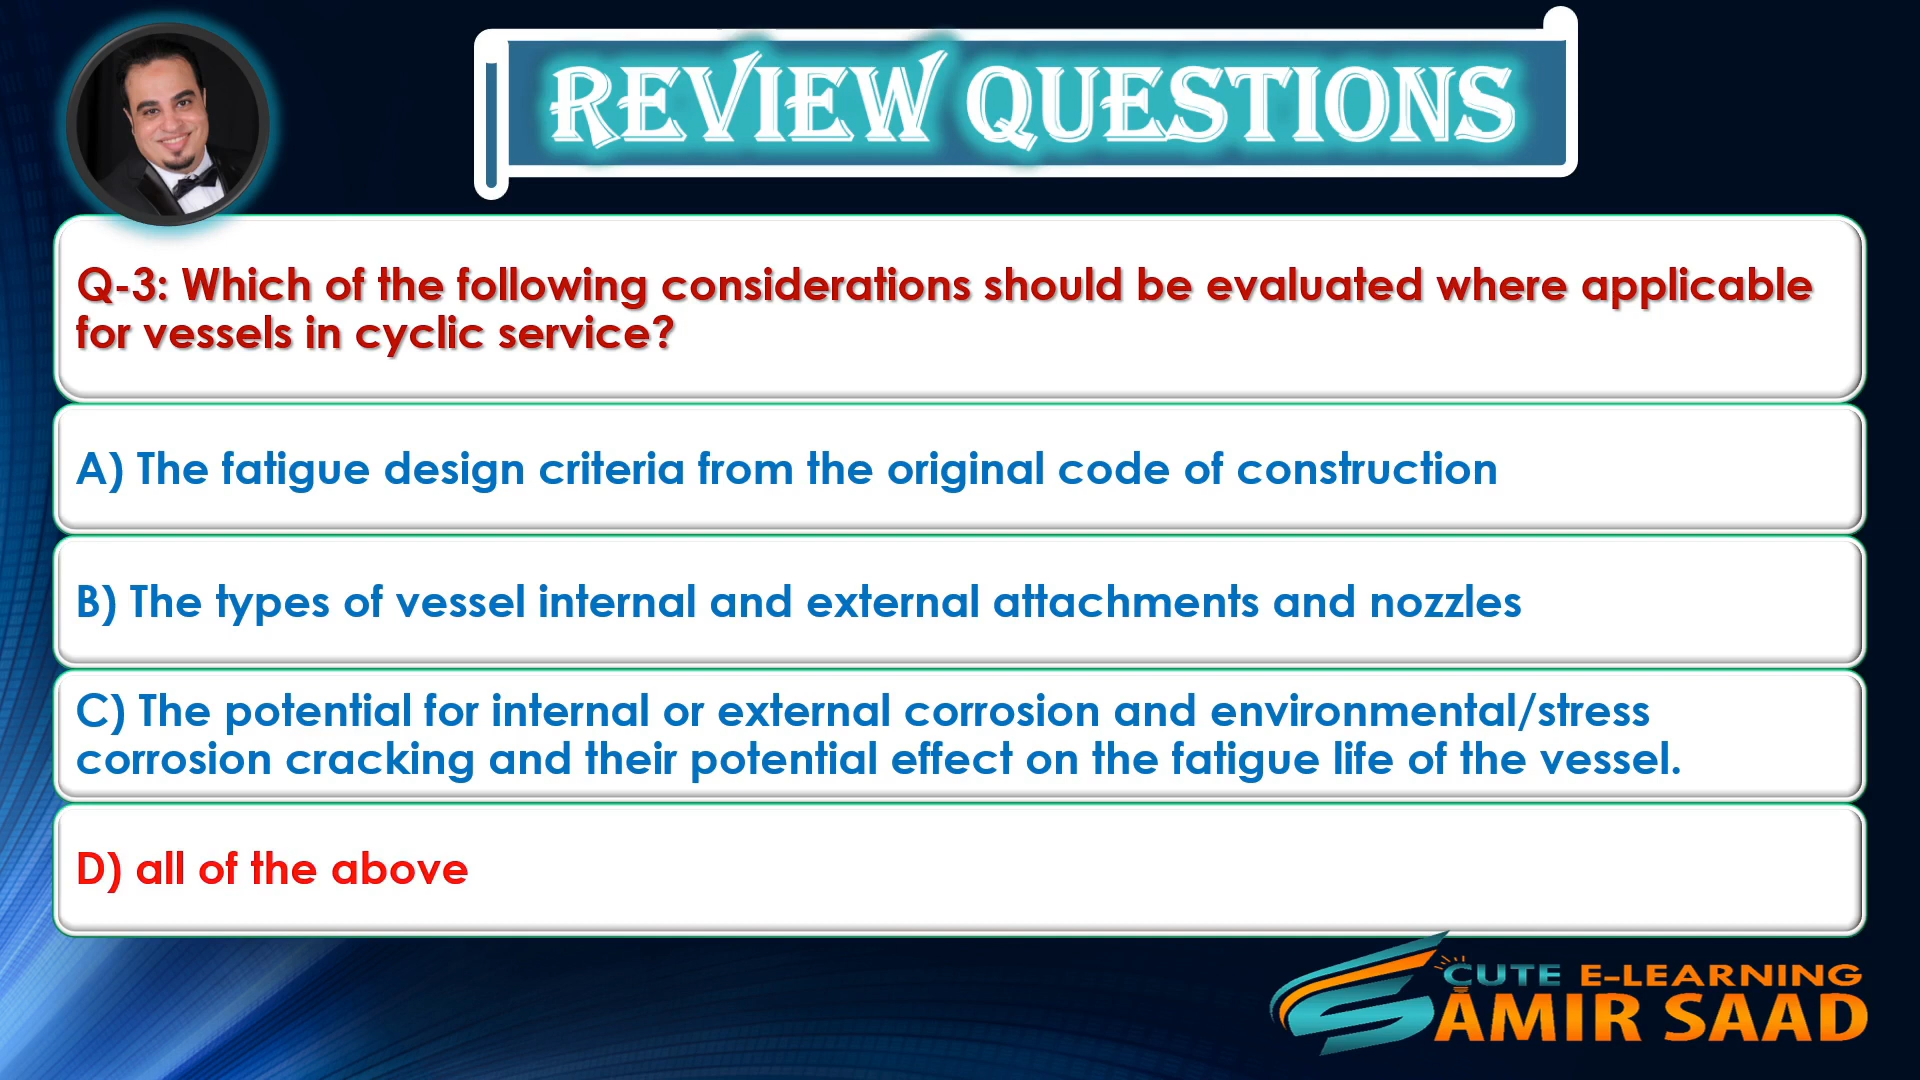 REVIEW QUESTIONS
Q-3: Which of the following considerations should be evaluated where applicable
for vessels in cyclic service?
A) The fatigue design criteria from the original code of construction
B) The types of vessel internal and external attachments and nozzles
C) The potential for internal or external corrosion and environmental/stress
corrosion cracking and their potential effect on the fatigue life of the vessel.
D) all of the above
CUTE E-LEARNING
AMIR SAAD